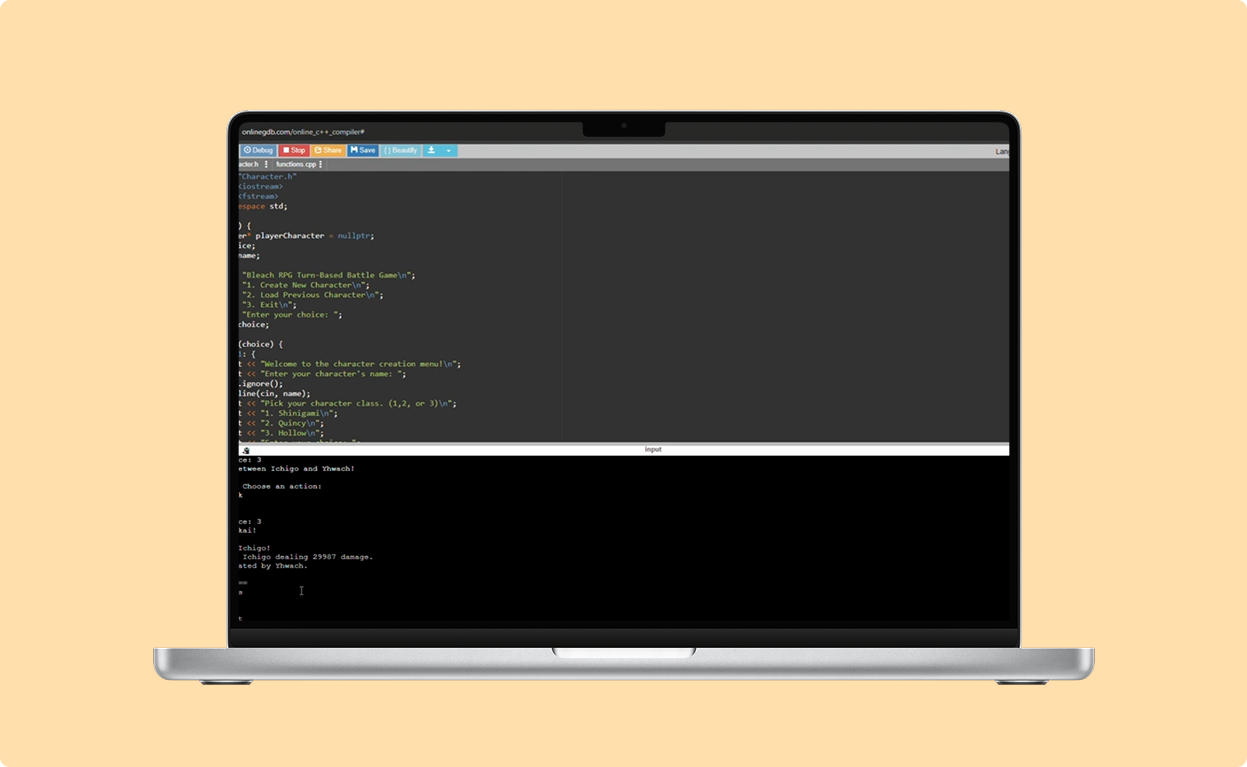 onlinegdb.com/online_c++_compiler#
Debug Stop Share Save { } Beautify
Lang
acter.h functions.cpp
"Character.h"
<iostream>
<fstream>
espace std;
) {
er* playerCharacter = nullptr;
ice;
name;
"Bleach RPG Turn-Based Battle Game\n";
"1. Create New Character\n";
"2. Load Previous Character\n";
"3. Exit\n";
"Enter your choice: ";
choice;
(choice) {
1: {
t << "Welcome to the character creation menu!\n";
t << "Enter your character's name: ";
.ignore();
line(cin, name);
t << "Pick your character class. (1,2, or 3)\n";
t << "1. Shinigami\n";
t << "2. Quincy\n";
t << "3. Hollow\n";
t << "Enter your choice: ";
input
ce: 3
etween Ichigo and Yhwach!
Choose an action:
k
ce: 3
kai!
Ichigo!
Ichigo dealing 29987 damage.
ated by Yhwach.
==
s
t